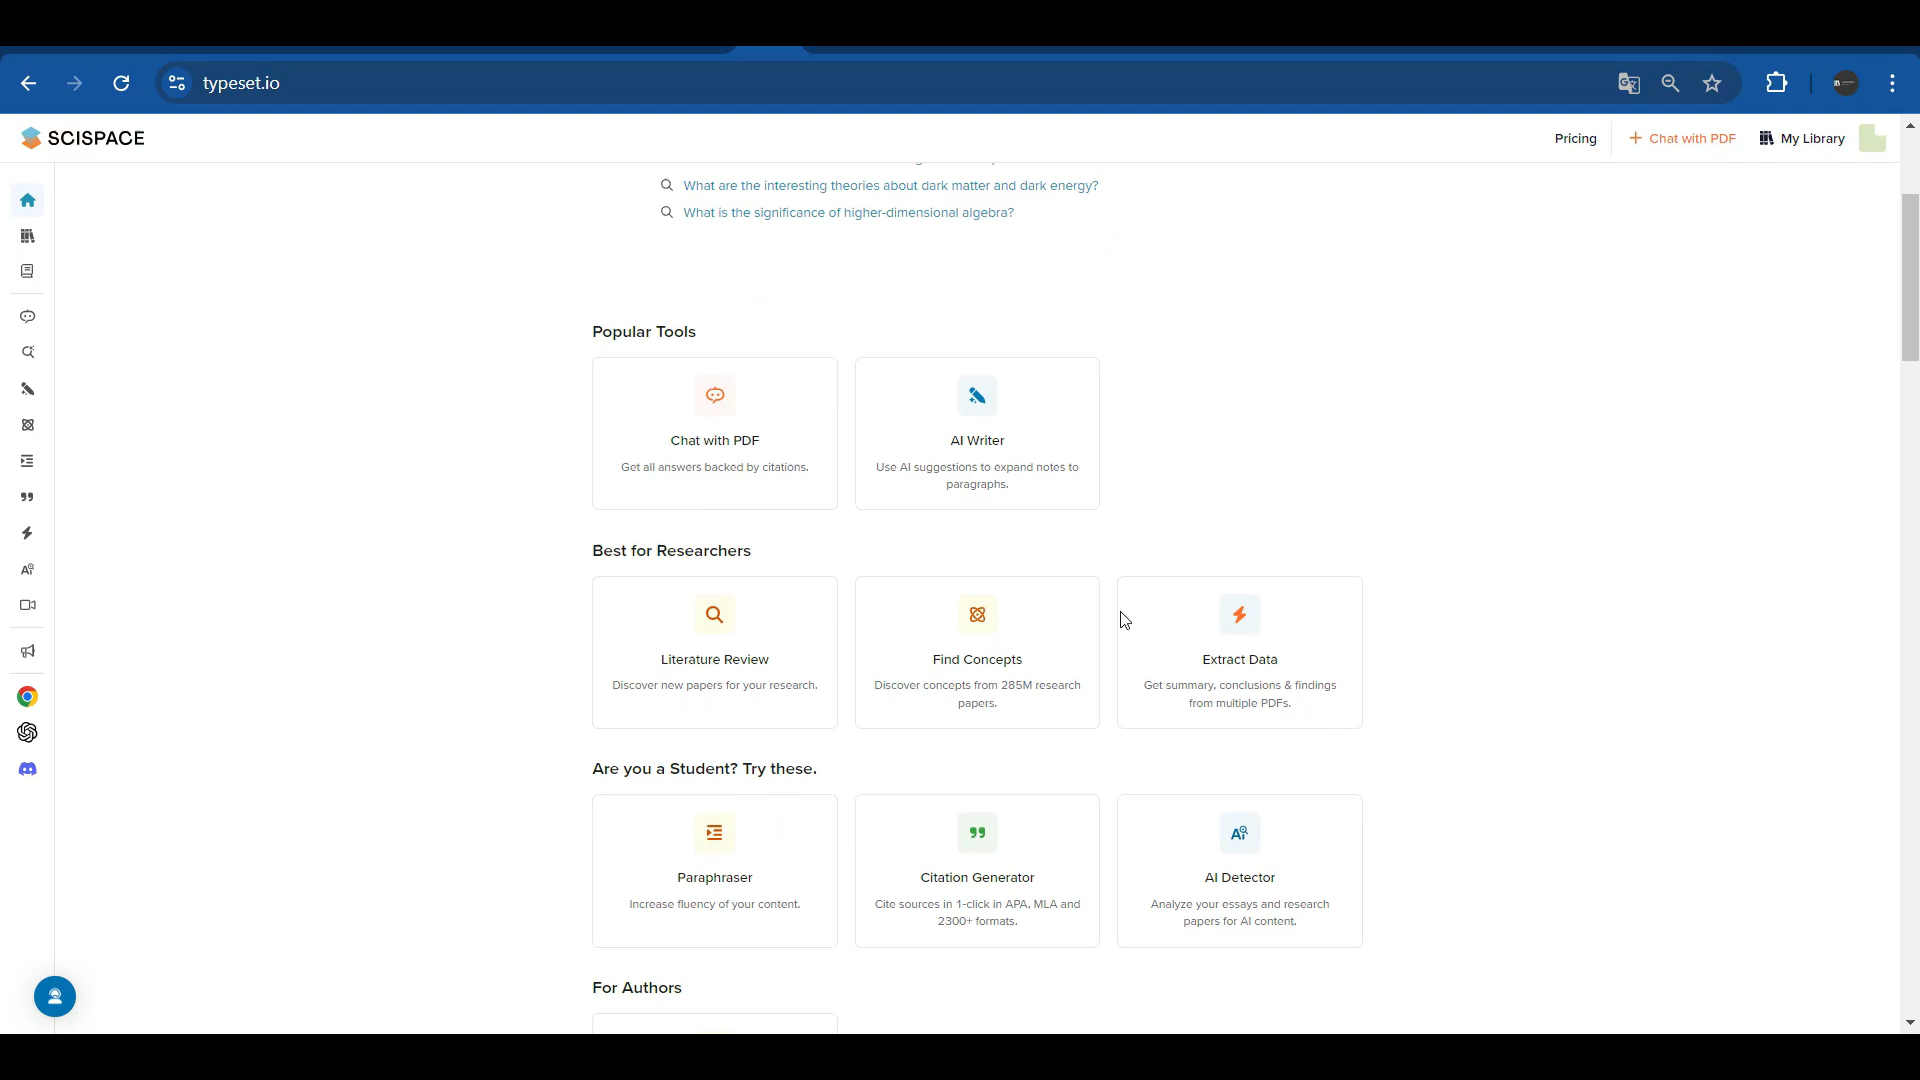 typeset.io
SCISPACE
Pricing
Chat with PDF
My Library
What are the interesting theories about dark matter and dark energy?
What is the significance of higher-dimensional algebra?
Popular Tools
Chat with PDF
Get all answers backed by citations.
AI Writer
Use AI suggestions to expand notes to
paragraphs.
Best for Researchers
Literature Review
Discover new papers for your research.
Find Concepts
Discover concepts from 285M research
papers.
Extract Data
Get summary, conclusions & findings
from multiple PDFs.
Are you a Student? Try these.
Paraphraser
Increase fluency of your content.
Citation Generator
Cite sources in 1-click in APA, MLA and
2300+ formats.
AI Detector
Analyze your essays and research
papers for AI content.
For Authors